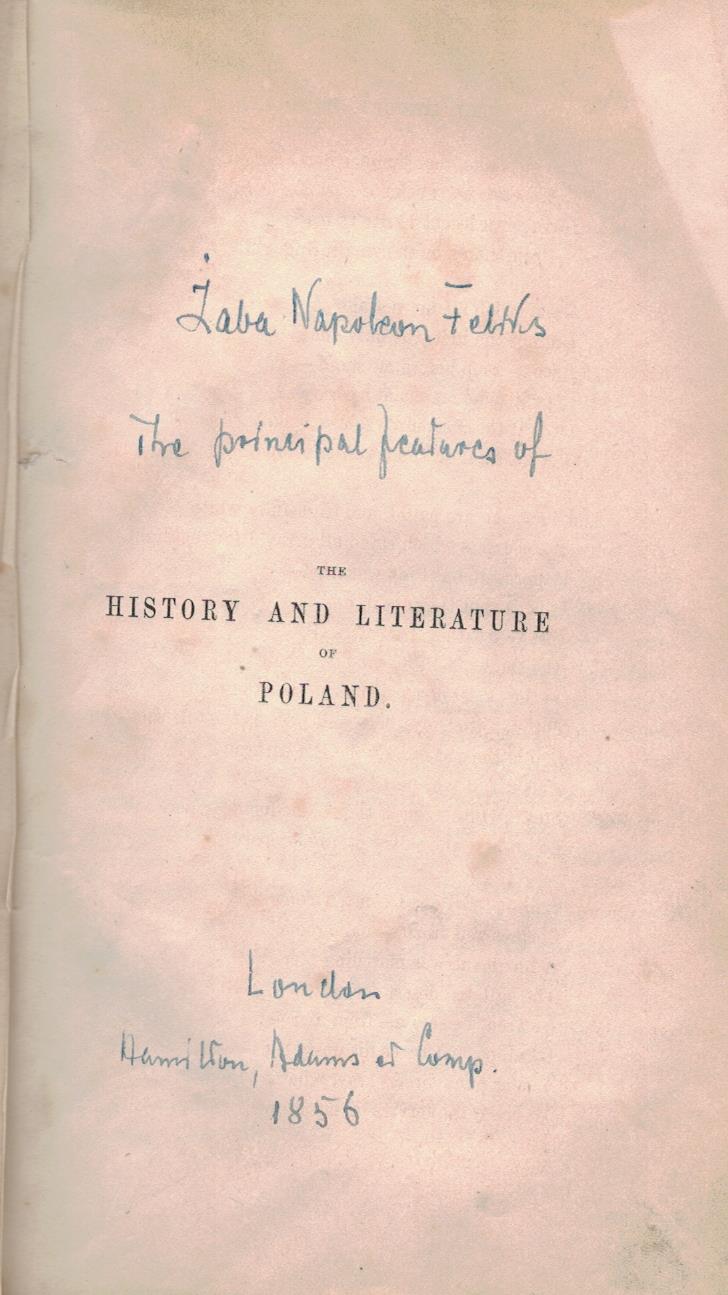 Żaba Napoleon Feliks
The principal features of
THE
HISTORY AND LITERATURE
OF
POLAND.
London
Hamilton, Adams et Comp.
1856